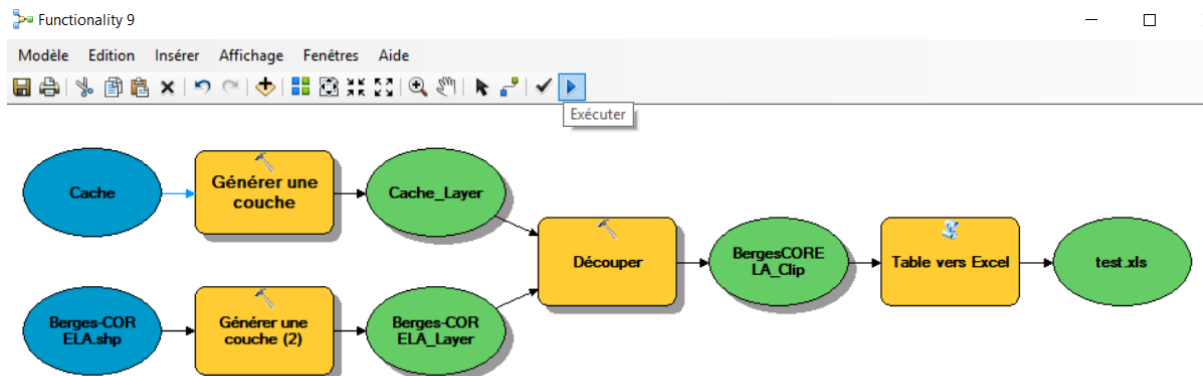 Functionality 9
Modèle Edition Insérer Affichage Fenêtres Aide
Exécuter
Cache
Générer une
couche
Cache_Layer
Découper
BergesCORE
LA_Clip
Table vers Excel
test.xls
Berges-COR
ELA.shp
Générer une
couche (2)
Berges-COR
ELA_Layer